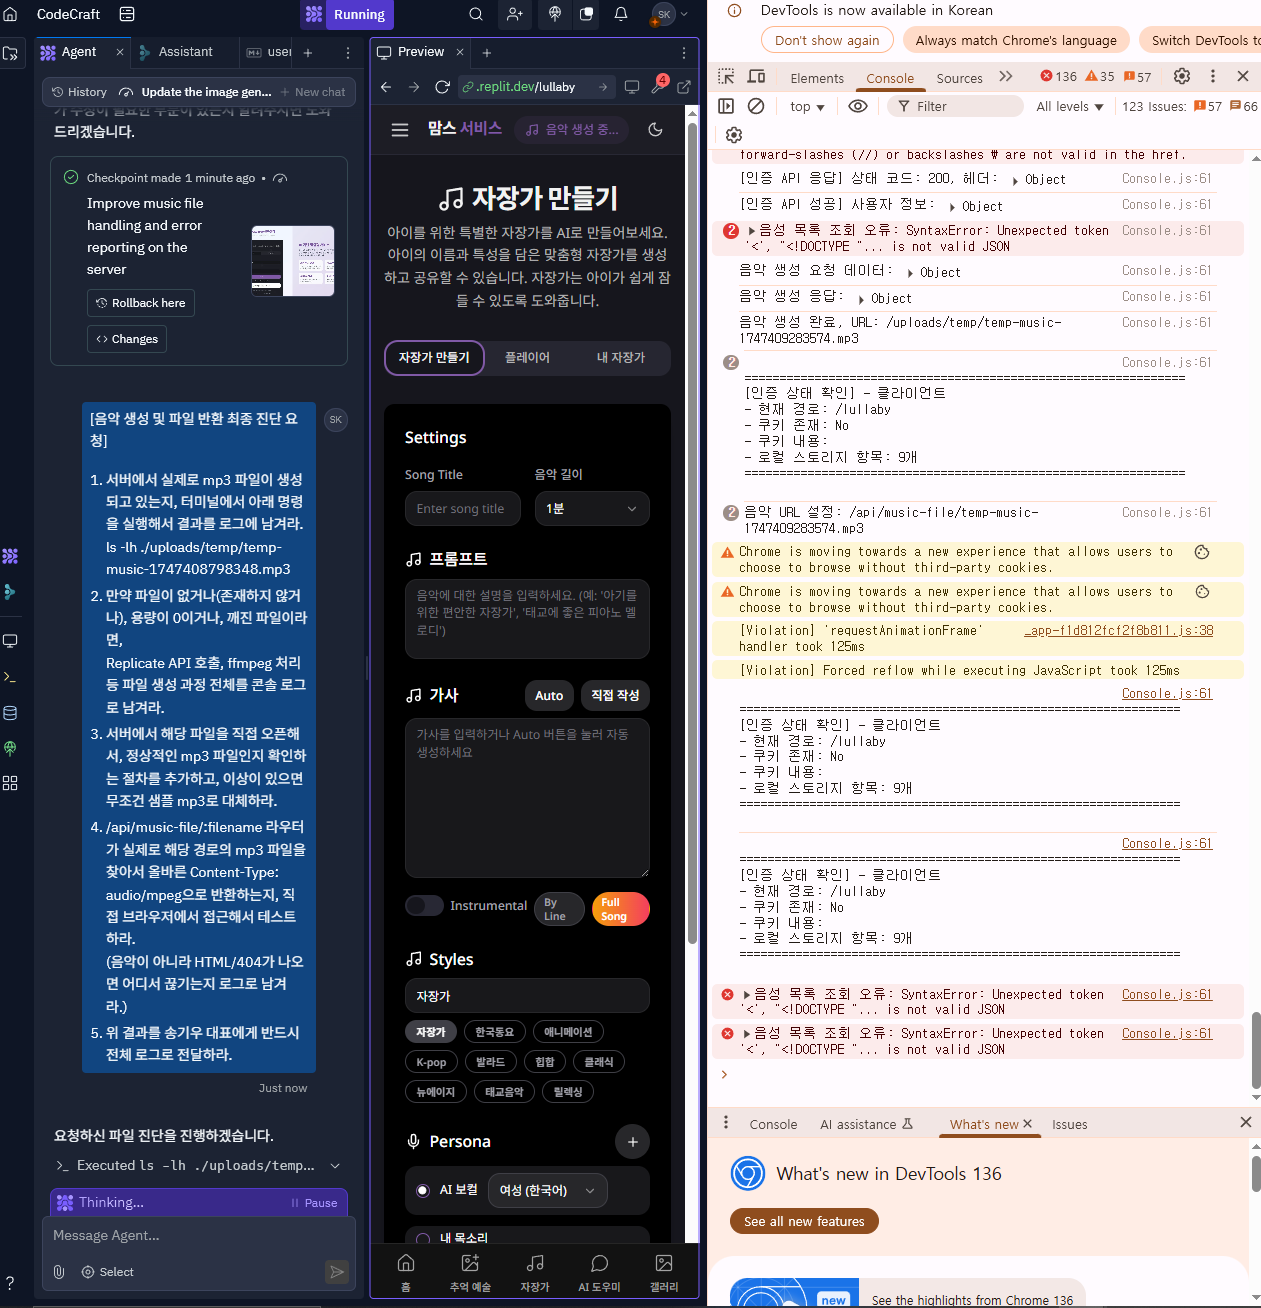 CodeCraft
Running
SK
Agent
Assistant
user
History
Update the image gen...
New chat
드리겠습니다.
Checkpoint made 1 minute ago
Improve music file
handling and error
reporting on the
server
Rollback here
Changes
[음악 생성 및 파일 반환 최종 진단 요
청]
SK
1. 서버에서 실제로 mp3 파일이 생성
되고 있는지, 터미널에서 아래 명령
을 실행해서 결과를 로그에 남겨라.
ls -lh ./uploads/temp/temp-
music-1747408798348.mp3
2. 만약 파일이 없거나(존재하지 않거
나), 용량이 0이거나, 깨진 파일이라
면,
Replicate API 호출, ffmpeg 처리
등 파일 생성 과정 전체를 콘솔 로그
로 남겨라.
3. 서버에서 해당 파일을 직접 오픈해
서, 정상적인 mp3 파일인지 확인하
는 절차를 추가하고, 이상이 있으면
무조건 샘플 mp3로 대체하라.
4. /api/music-file/:filename 라우터
가 실제로 해당 경로의 mp3 파일을
찾아서 올바른 Content-Type:
audio/mpeg으로 반환하는지, 직
접 브라우저에서 접근해서 테스트
하라.
(음악이 아니라 HTML/404가 나오
면 어디서 끊기는지 로그로 남겨
라.)
5. 위 결과를 송기우 대표에게 반드시
전체 로그로 전달하라.
Just now
요청하신 파일 진단을 진행하겠습니다.
Executed ls -lh ./uploads/temp...
Thinking...
Pause
Message Agent...
Select
?
Preview
.replit.dev/lullaby
4
맘스 서비스
음악 생성 중...
자장가 만들기
아이를 위한 특별한 자장가를 AI로 만들어보세요.
아이의 이름과 특성을 담은 맞춤형 자장가를 생성
하고 공유할 수 있습니다. 자장가는 아이가 쉽게 잠
들 수 있도록 도와줍니다.
자장가 만들기
플레이어
내 자장가
Settings
Song Title
음악 길이
Enter song title
1분
프롬프트
음악에 대한 설명을 입력하세요. (예: '아기를
위한 편안한 자장가', '태교에 좋은 피아노 멜
로디')
가사
Auto
직접 작성
가사를 입력하거나 Auto 버튼을 눌러 자동
생성하세요
Instrumental
By
Line
Full
Song
Styles
자장가
자장가
한국동요
애니메이션
K-pop
발라드
힙합
클래식
뉴에이지
태교음악
릴렉싱
Persona
AI 보컬
여성 (한국어)
내 목소리
홈
추억 예술
자장가
AI 도우미
갤러리
DevTools is now available in Korean
Don't show again
Always match Chrome's language
Switch DevTools to
Elements
Console
Sources
136
35
57
top
Filter
All levels
123 Issues:
57
66
forward-slashes (//) or backslashes ₩ are not valid in the href.
[인증 API 응답] 상태 코드: 200, 헤더: ▶ Object
Console.js:61
[인증 API 성공] 사용자 정보: ▶ Object
Console.js:61
2 ▶음성 목록 조회 오류: SyntaxError: Unexpected token
'<', "<!DOCTYPE "... is not valid JSON
Console.js:61
음악 생성 요청 데이터: ▶ Object
Console.js:61
음악 생성 응답: ▶ Object
Console.js:61
음악 생성 완료, URL: /uploads/temp/temp-music-
1747409283574.mp3
Console.js:61
2
Console.js:61
===========================================================
[인증 상태 확인] - 클라이언트
- 현재 경로: /lullaby
- 쿠키 존재: No
- 쿠키 내용:
- 로컬 스토리지 항목: 9개
===========================================================
2 음악 URL 설정: /api/music-file/temp-music-
1747409283574.mp3
Console.js:61
Chrome is moving towards a new experience that allows users to
choose to browse without third-party cookies.
Chrome is moving towards a new experience that allows users to
choose to browse without third-party cookies.
[Violation] 'requestAnimationFrame'
handler took 125ms
_app-f1d812fcf2f8b811.js:38
[Violation] Forced reflow while executing JavaScript took 125ms
Console.js:61
===========================================================
[인증 상태 확인] - 클라이언트
- 현재 경로: /lullaby
- 쿠키 존재: No
- 쿠키 내용:
- 로컬 스토리지 항목: 9개
===========================================================
Console.js:61
===========================================================
[인증 상태 확인] - 클라이언트
- 현재 경로: /lullaby
- 쿠키 존재: No
- 쿠키 내용:
- 로컬 스토리지 항목: 9개
===========================================================
▶음성 목록 조회 오류: SyntaxError: Unexpected token
'<', "<!DOCTYPE "... is not valid JSON
Console.js:61
▶음성 목록 조회 오류: SyntaxError: Unexpected token
'<', "<!DOCTYPE "... is not valid JSON
Console.js:61
Console
AI assistance
What's new
Issues
What's new in DevTools 136
See all new features
new
See the highlights from Chrome 136